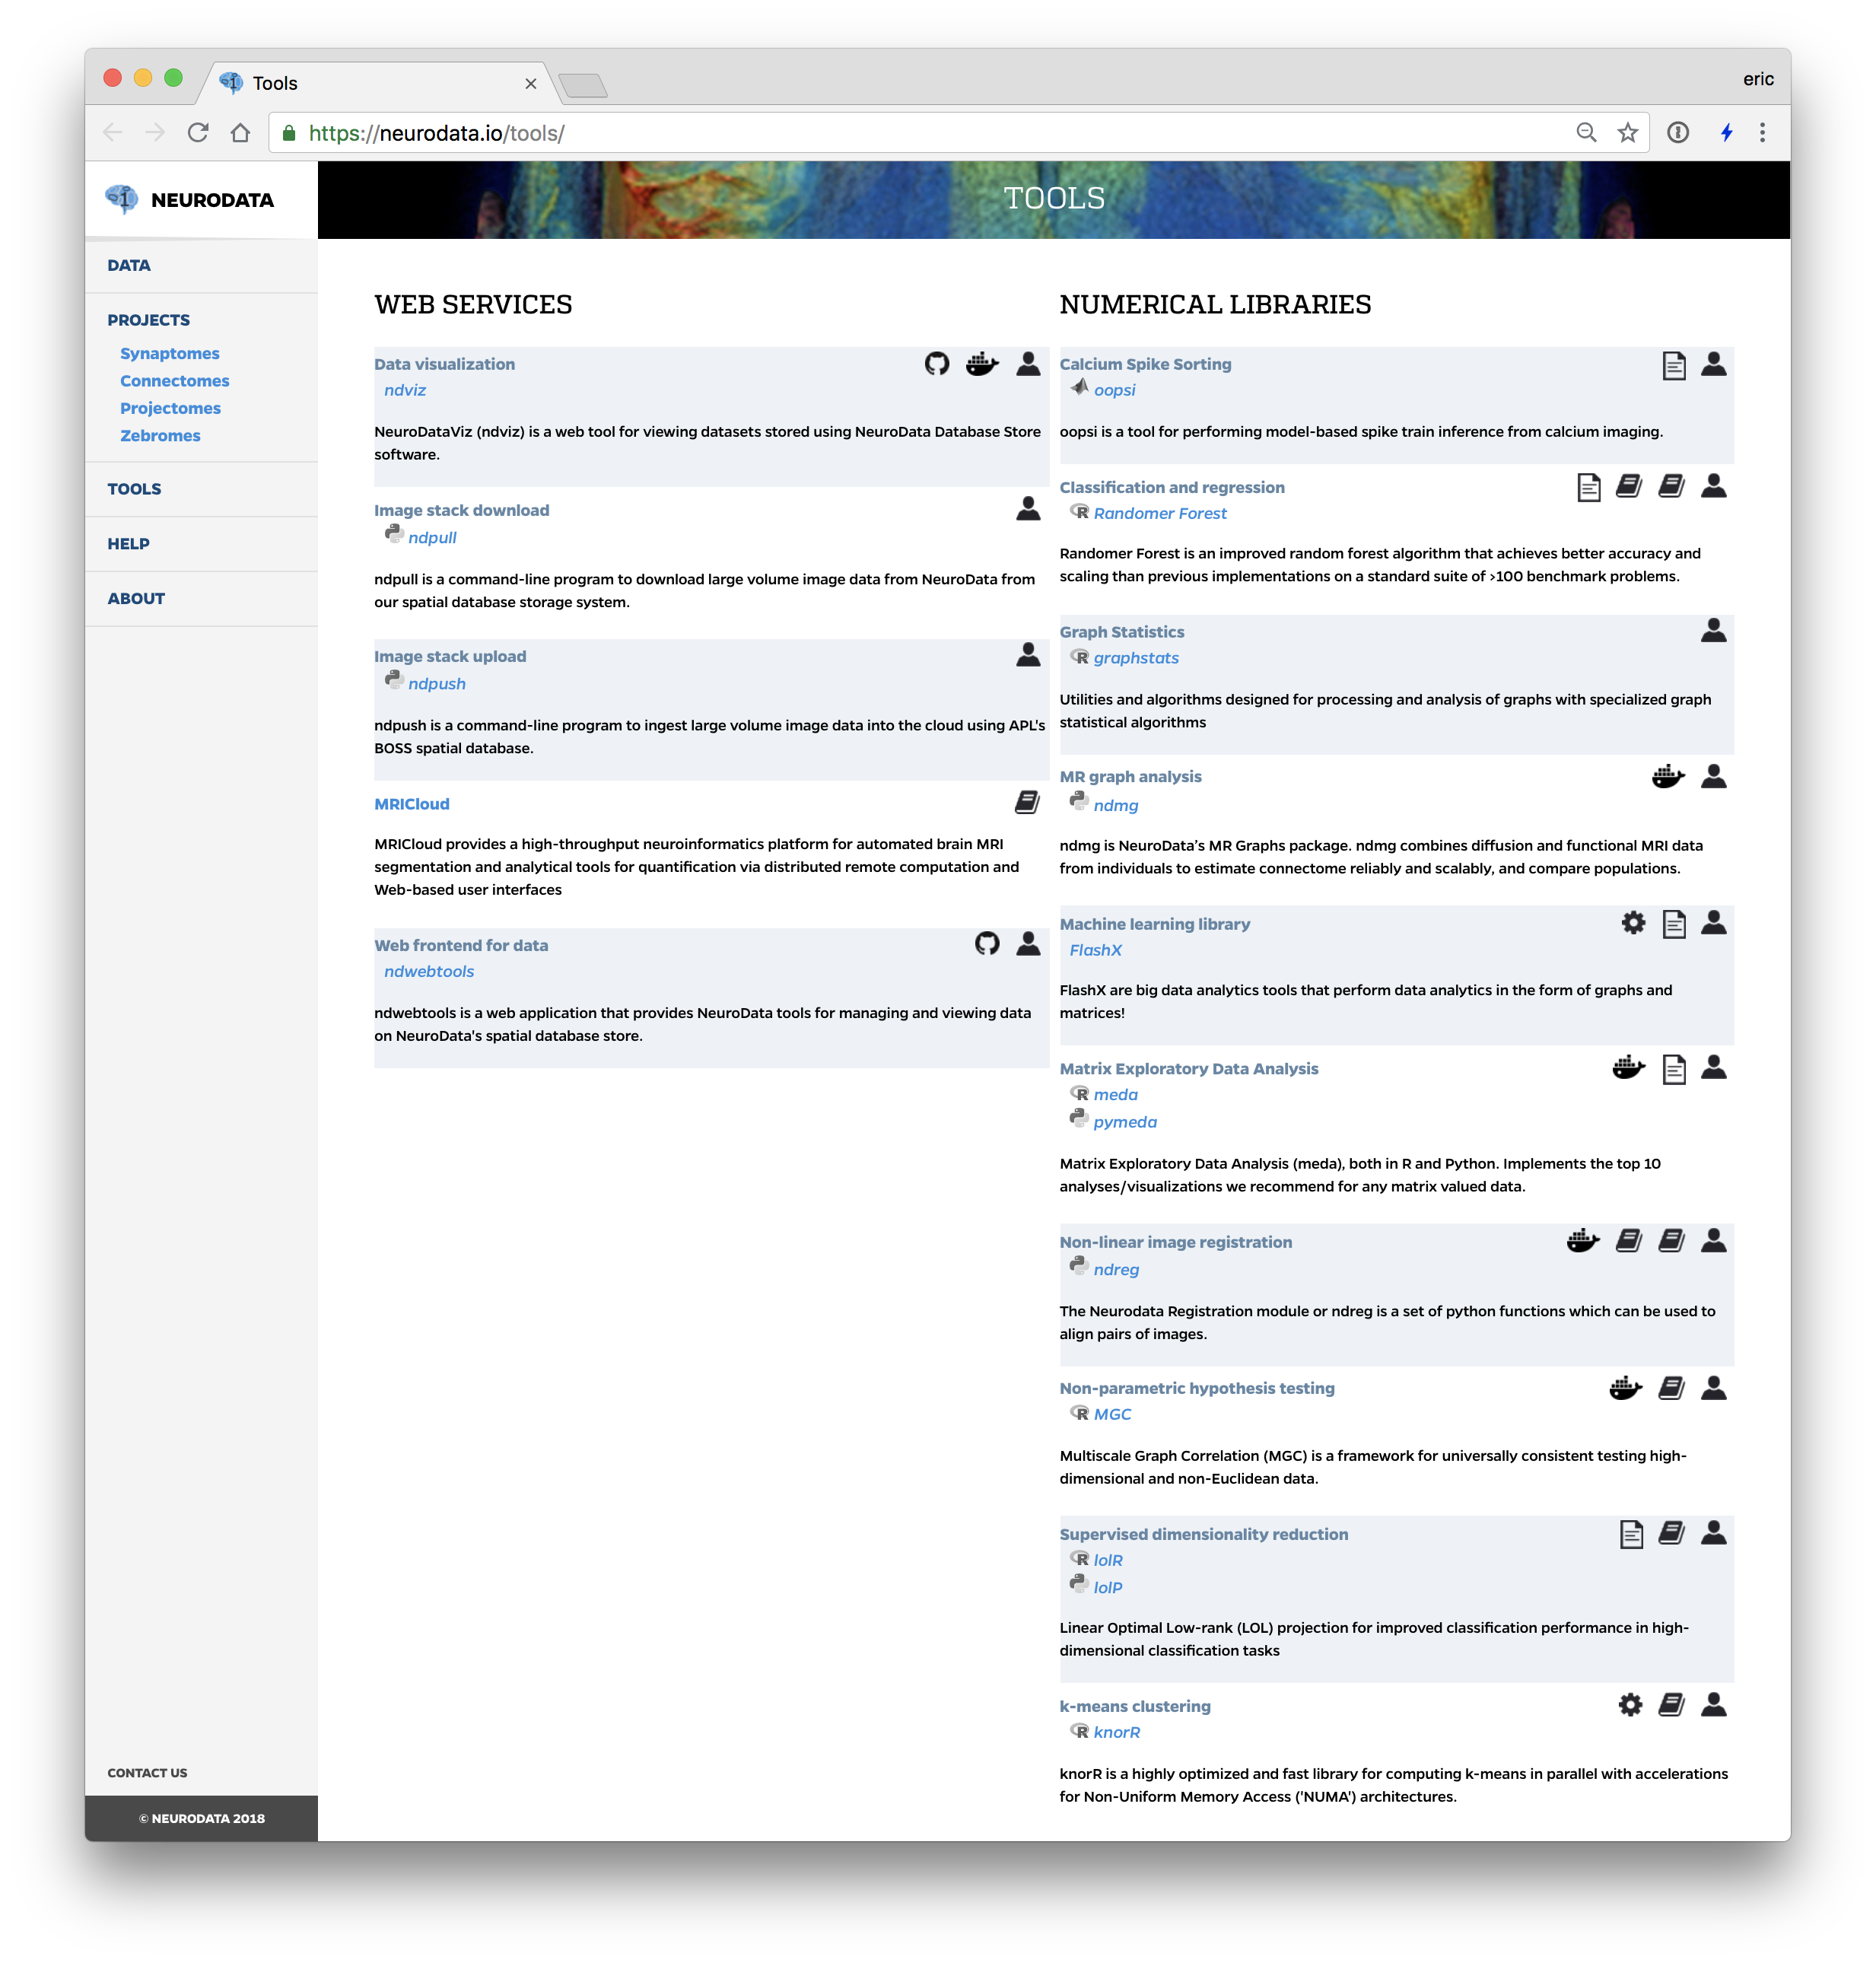 Tools
eric
https://neurodata.io/tools/
NEURODATA
TOOLS
DATA
PROJECTS
Synaptomes
Connectomes
Projectomes
Zebromes
TOOLS
HELP
ABOUT
CONTACT US
© NEURODATA 2018
WEB SERVICES
Data visualization
ndviz
NeuroDataViz (ndviz) is a web tool for viewing datasets stored using NeuroData Database Store
software.
Image stack download
ndpull
ndpull is a command-line program to download large volume image data from NeuroData from
our spatial database storage system.
Image stack upload
ndpush
ndpush is a command-line program to ingest large volume image data into the cloud using APL's
BOSS spatial database.
MRICloud
MRICloud provides a high-throughput neuroinformatics platform for automated brain MRI
segmentation and analytical tools for quantification via distributed remote computation and
Web-based user interfaces
Web frontend for data
ndwebtools
ndwebtools is a web application that provides NeuroData tools for managing and viewing data
on NeuroData's spatial database store.
NUMERICAL LIBRARIES
Calcium Spike Sorting
oopsi
oopsi is a tool for performing model-based spike train inference from calcium imaging.
Classification and regression
R Randomer Forest
Randomer Forest is an improved random forest algorithm that achieves better accuracy and
scaling than previous implementations on a standard suite of >100 benchmark problems.
Graph Statistics
R graphstats
Utilities and algorithms designed for processing and analysis of graphs with specialized graph
statistical algorithms
MR graph analysis
ndmg
ndmg is NeuroData's MR Graphs package. ndmg combines diffusion and functional MRI data
from individuals to estimate connectome reliably and scalably, and compare populations.
Machine learning library
FlashX
FlashX are big data analytics tools that perform data analytics in the form of graphs and
matrices!
Matrix Exploratory Data Analysis
R meda
pymeda
Matrix Exploratory Data Analysis (meda), both in R and Python. Implements the top 10
analyses/visualizations we recommend for any matrix valued data.
Non-linear image registration
ndreg
The Neurodata Registration module or ndreg is a set of python functions which can be used to
align pairs of images.
Non-parametric hypothesis testing
R MGC
Multiscale Graph Correlation (MGC) is a framework for universally consistent testing high-
dimensional and non-Euclidean data.
Supervised dimensionality reduction
R lolR
lolP
Linear Optimal Low-rank (LOL) projection for improved classification performance in high-
dimensional classification tasks
k-means clustering
R knorR
knorR is a highly optimized and fast library for computing k-means in parallel with accelerations
for Non-Uniform Memory Access ('NUMA') architectures.